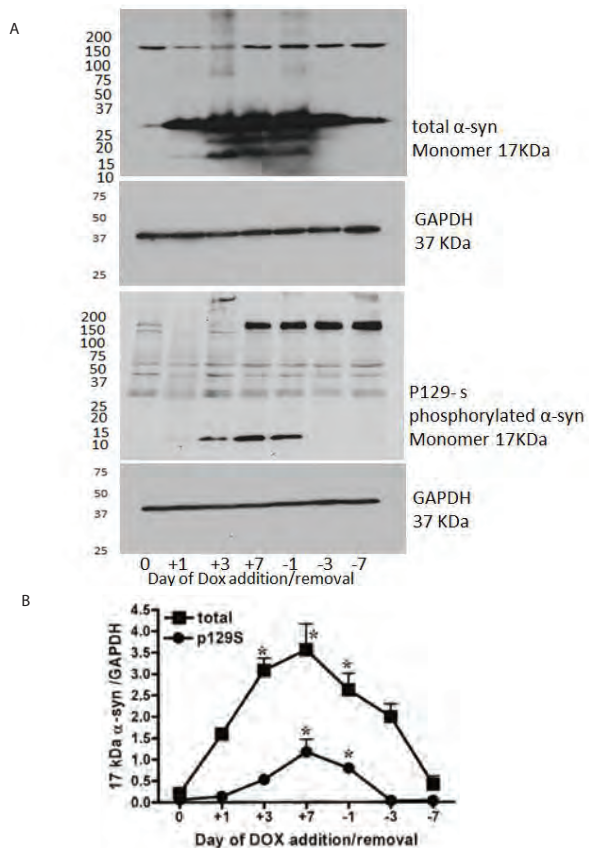 A
200
150
100
75
50
37
25
20
15
10
total α-syn
Monomer 17KDa
75
50
37
25
GAPDH
37 KDa
200
150
100
75
50
37
25
20
15
10
P129-s
phosphorylated α-syn
Monomer 17KDa
75
50
37
25
GAPDH
37 KDa
0 +1 +3 +7 -1 -3 -7
Day of Dox addition/removal
B
17 kDa α-syn /GAPDH
4.5
4.0
3.5
3.0
2.5
2.0
1.5
1.0
0.5
0.0
total
p129S
* * *
* *
0 +1 +3 +7 -1 -3 -7
Day of DOX addition/removal